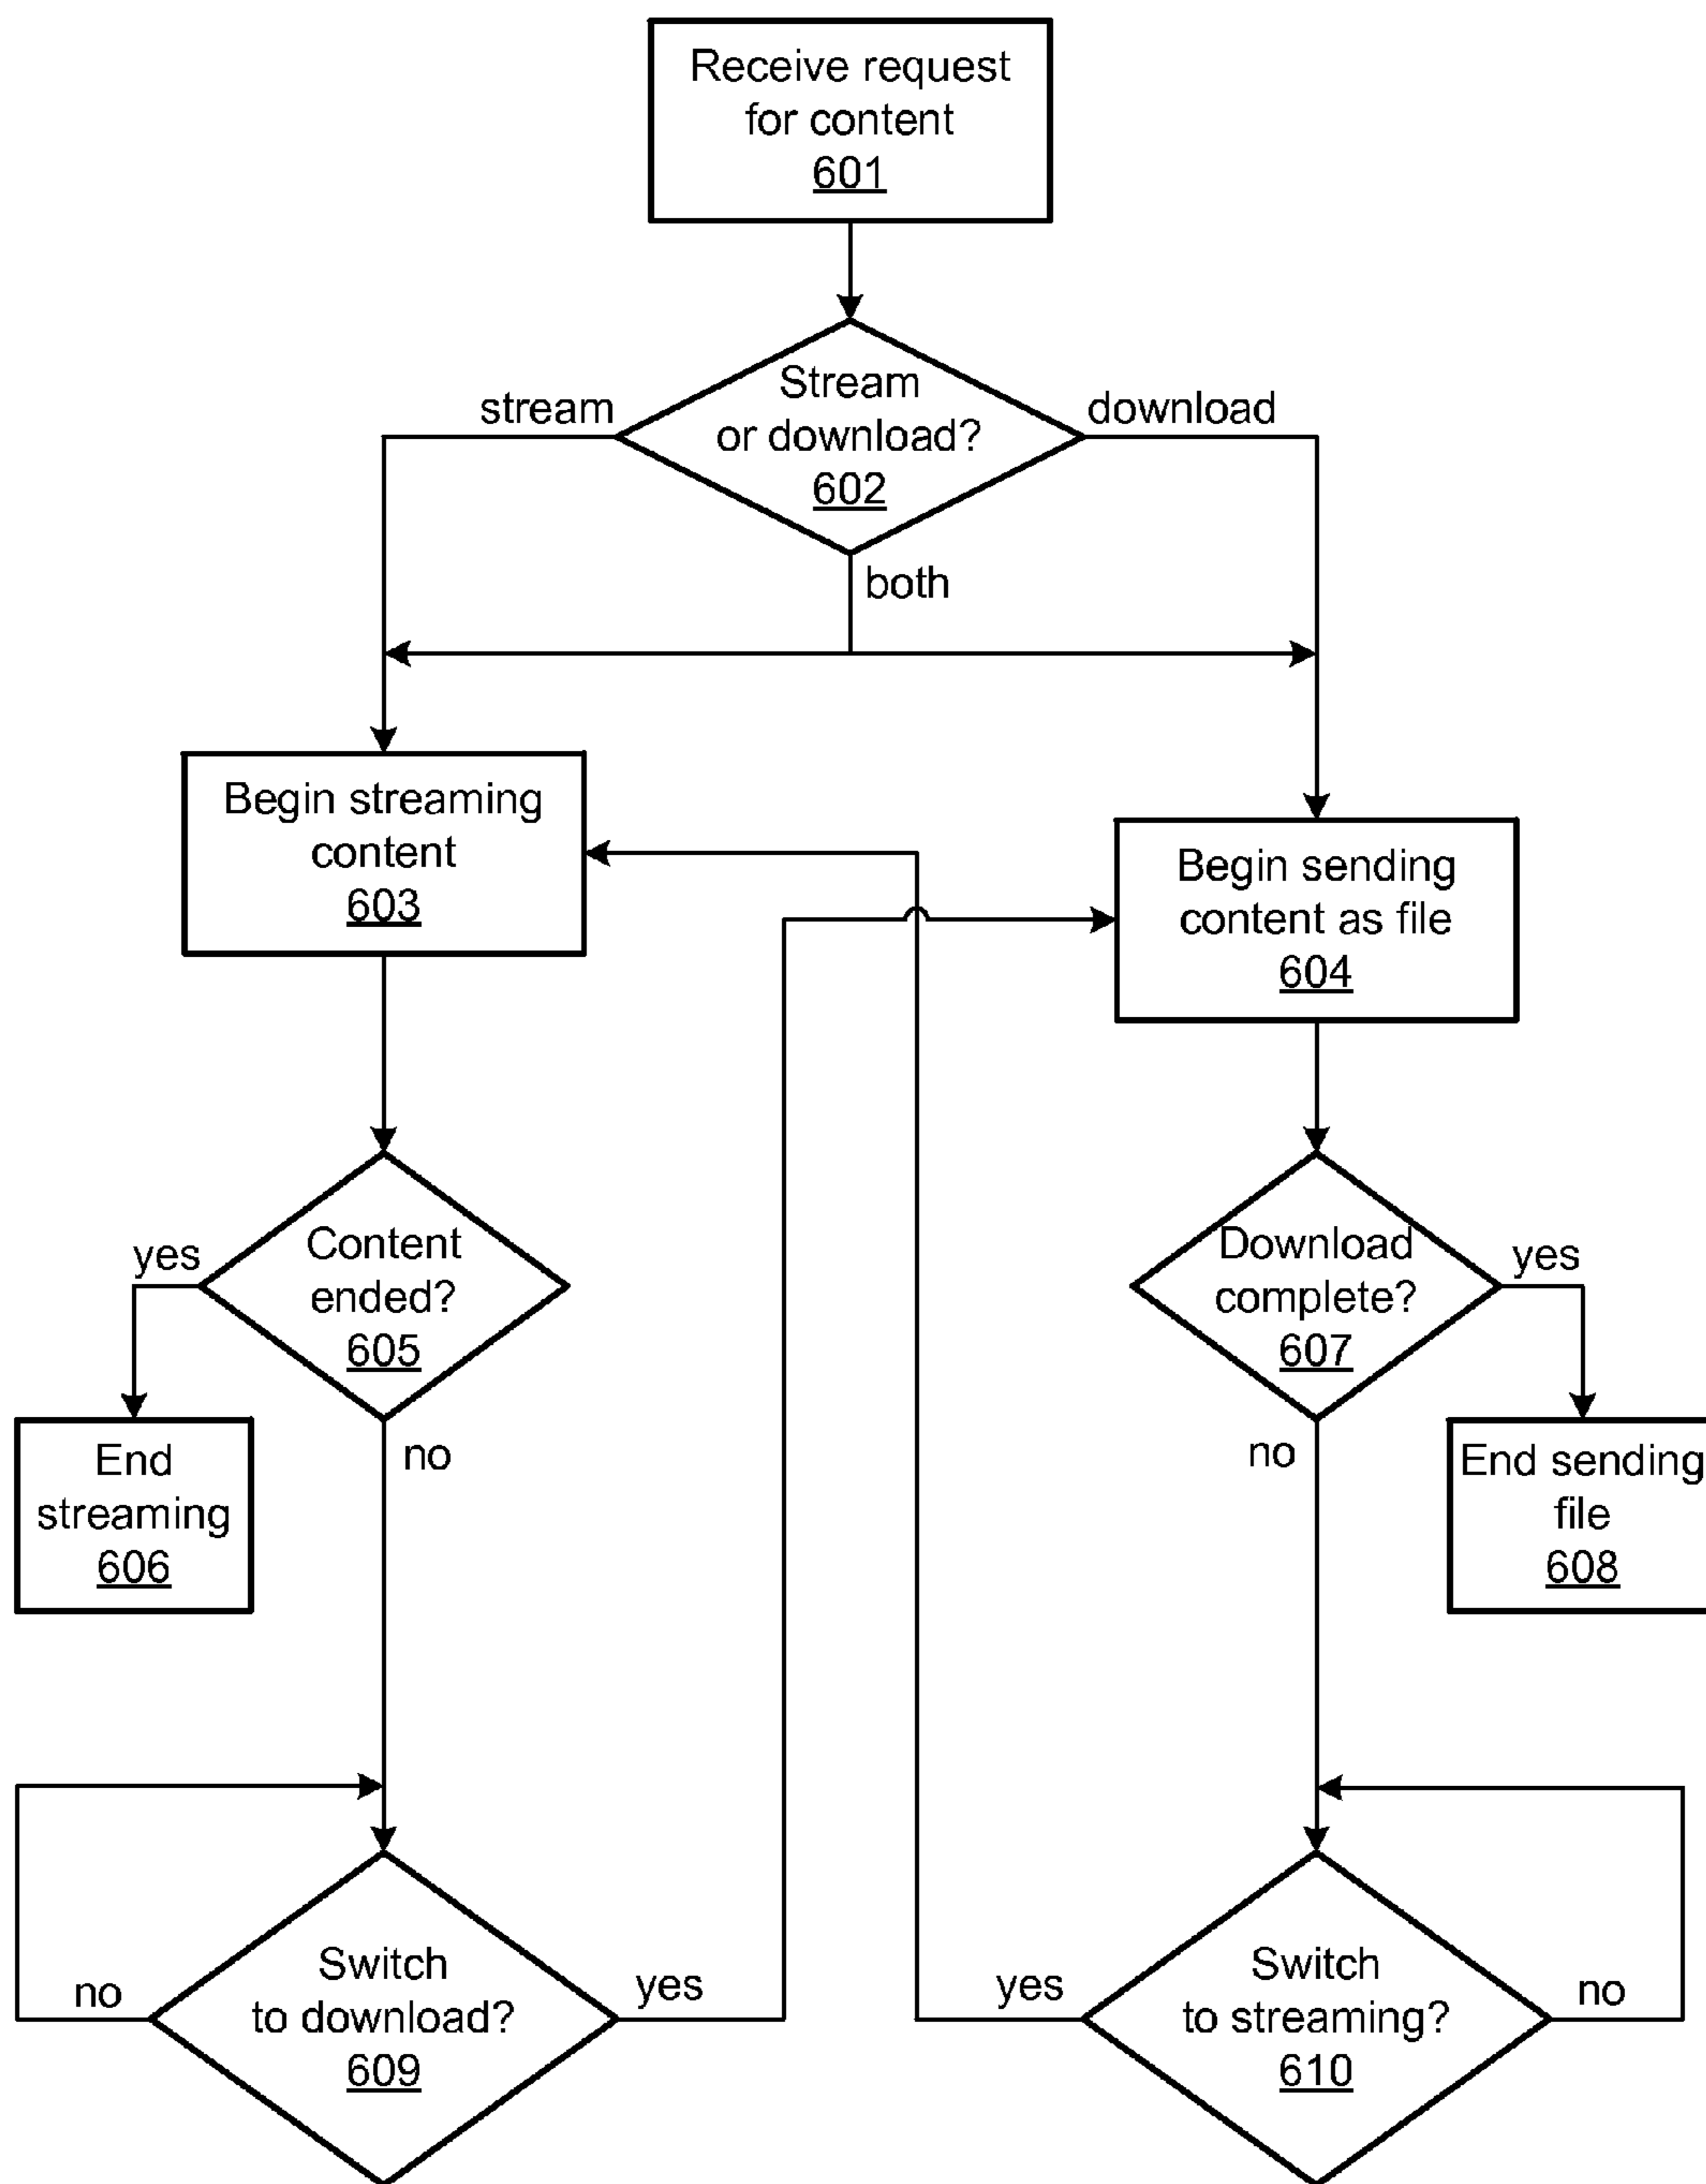 Receive request
for content
601
Stream
or download?
602
stream
download
both
Begin streaming
content
603
Begin sending
content as file
604
Content
ended?
605
yes
no
Download
complete?
607
yes
no
End
streaming
606
End sending
file
608
Switch
to download?
609
no
yes
Switch
to streaming?
610
yes
no